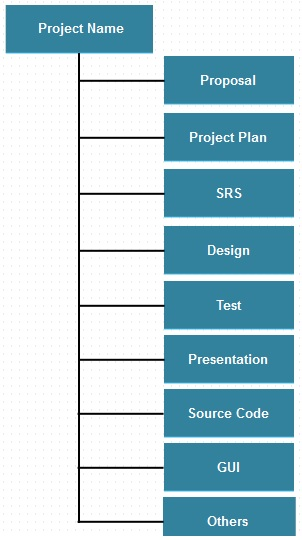 Project Name
Proposal
Project Plan
SRS
Design
Test
Presentation
Source Code
GUI
Others